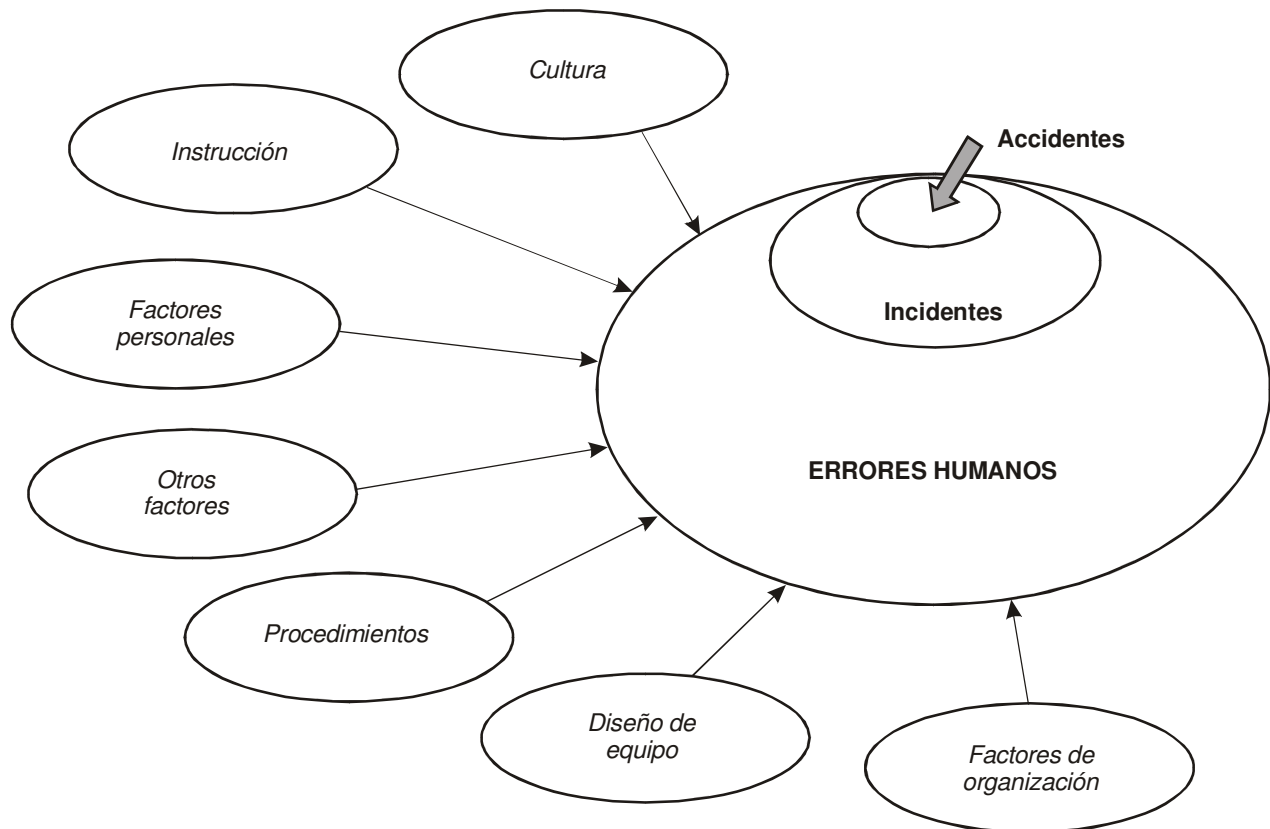 Cultura
Accidentes
Instrucción
Factores
personales
Incidentes
ERRORES HUMANOS
Otros
factores
Procedimientos
Diseño de
equipo
Factores de
organización